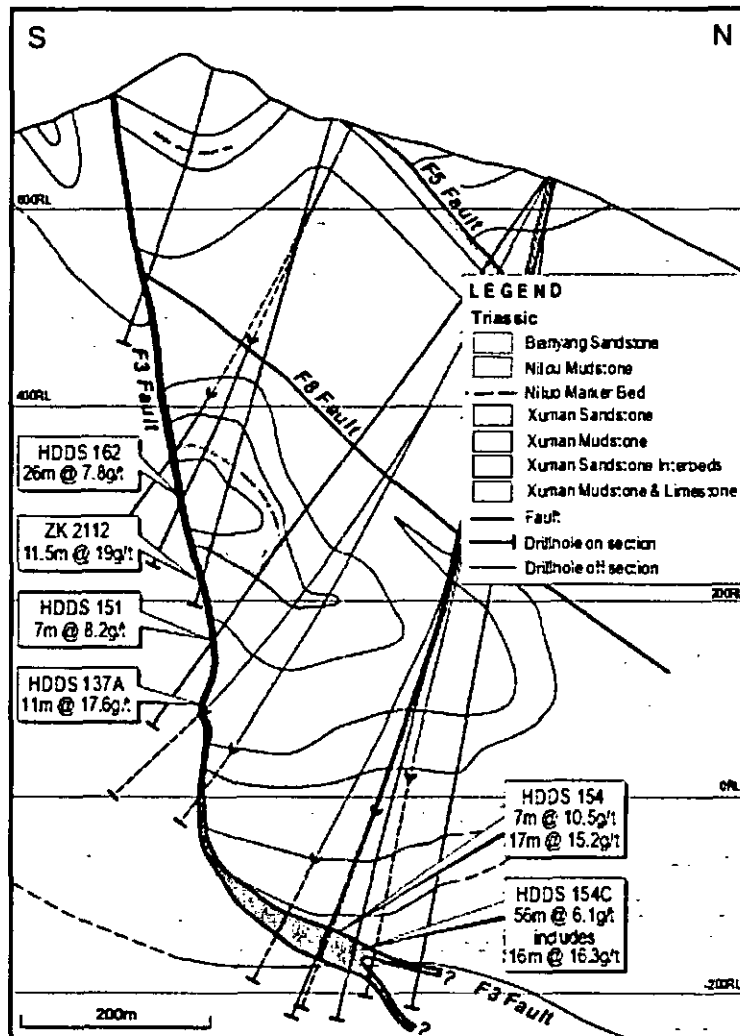 S
N
600RL
F5 Fault
LEGEND
Triassic
Bianyang Sandstone
Niluo Mudstone
Niluo Marker Bed
Xuman Sandstone
Xuman Mudstone
Xuman Sandstone Interbeds
Xuman Mudstone & Limestone
Fault
Drillhole on section
Drillhole off section
F3 Fault
F8 Fault
400RL
HDDS 162
26m @ 7.8g/t
ZK 2112
11.5m @ 19g/t
200RL
HDDS 151
7m @ 8.2g/t
HDDS 137A
11m @ 17.6g/t
0RL
HDDS 154
7m @ 10.5g/t
17m @ 15.2g/t
HDDS 154C
56m @ 6.1g/t
includes
16m @ 16.3g/t
?
F3 Fault
-200RL
200m
?